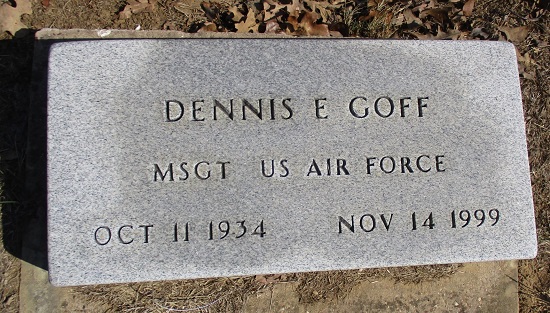 DENNIS E GOFF
MSGT US AIR FORCE
OCT 11 1934 NOV 14 1999